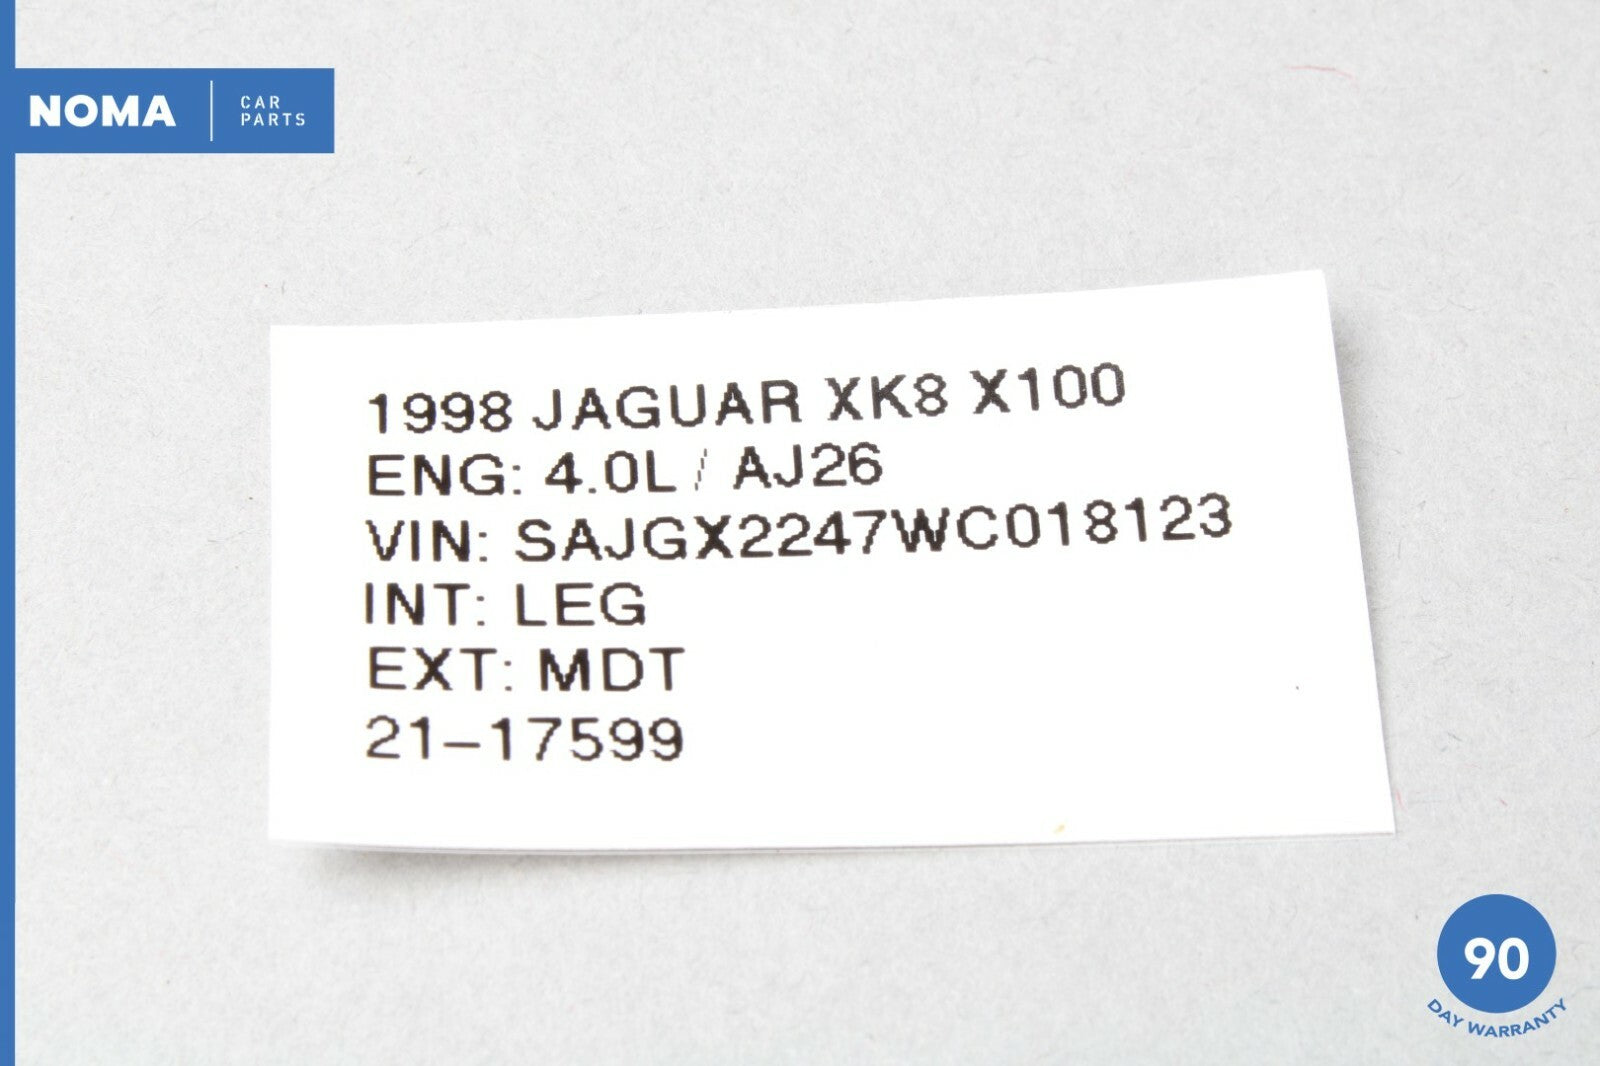 NOMA
CAR
PARTS
1998 JAGUAR XK8 X100
ENG: 4.0L / AJ26
VIN: SAJGX2247WC018123
INT: LEG
EXT: MDT
21-17599
90
DAY WARRANTY